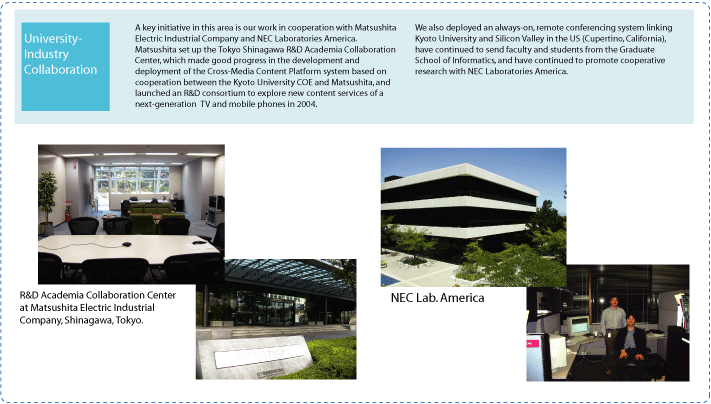 University-
Industry
Collaboration
A key initiative in this area is our work in cooperation with Matsushita
Electric Industrial Company and NEC Laboratories America.
Matsushita set up the Tokyo Shinagawa R&D Academia Collaboration
Center, which made good progress in the development and
deployment of the Cross-Media Content Platform system based on
cooperation between the Kyoto University COE and Matsushita, and
launched an R&D consortium to explore new content services of a
next-generation TV and mobile phones in 2004.
We also deployed an always-on, remote conferencing system linking
Kyoto University and Silicon Valley in the US (Cupertino, California),
have continued to send faculty and students from the Graduate
School of Informatics, and have continued to promote cooperative
research with NEC Laboratories America.
R&D Academia Collaboration Center
at Matsushita Electric Industrial
Company, Shinagawa, Tokyo.
NEC Lab. America